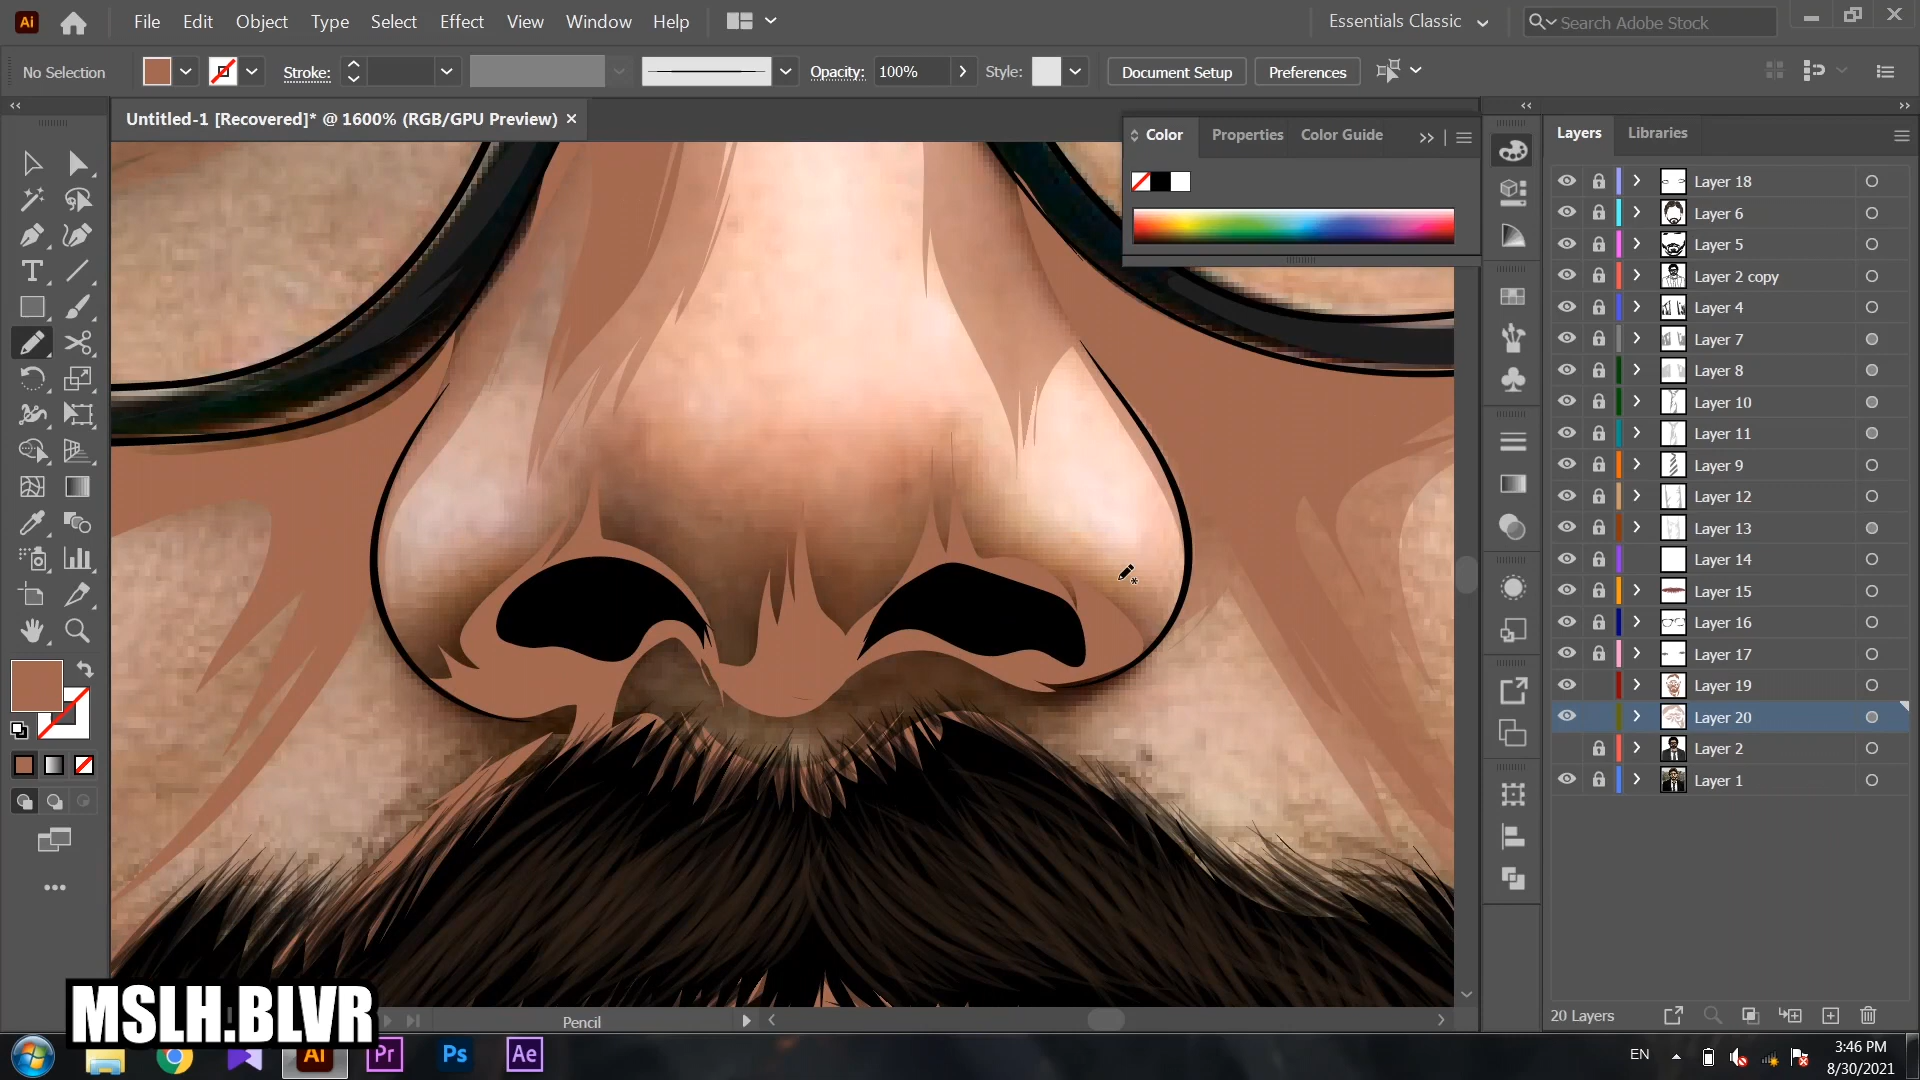 Ai File Edit Object Type Select Effect View Window Help Essentials Classic Search Adobe Stock
No Selection Stroke: Opacity: 100% Style: Document Setup Preferences
Untitled-1 [Recovered]* @ 1600% (RGB/GPU Preview) ×
Color Properties Color Guide
Layers Libraries
Layer 18
Layer 6
Layer 5
Layer 2 copy
Layer 4
Layer 7
Layer 8
Layer 10
Layer 11
Layer 9
Layer 12
Layer 13
Layer 14
Layer 15
Layer 16
Layer 17
Layer 19
Layer 20
Layer 2
Layer 1
20 Layers
Pencil
MSLH.BLVR
Ai Pr Ps Ae
EN 3:46 PM
8/30/2021